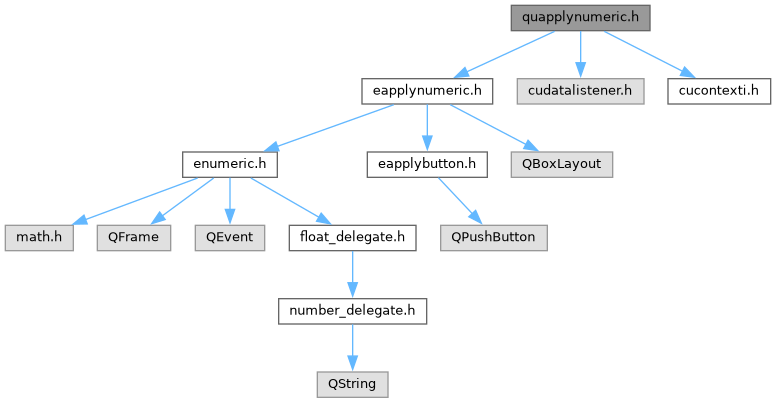 quapplynumeric.h
eapplynumeric.h
cudatalistener.h
cucontexti.h
enumeric.h
eapplybutton.h
QBoxLayout
math.h
QFrame
QEvent
float_delegate.h
QPushButton
number_delegate.h
QString